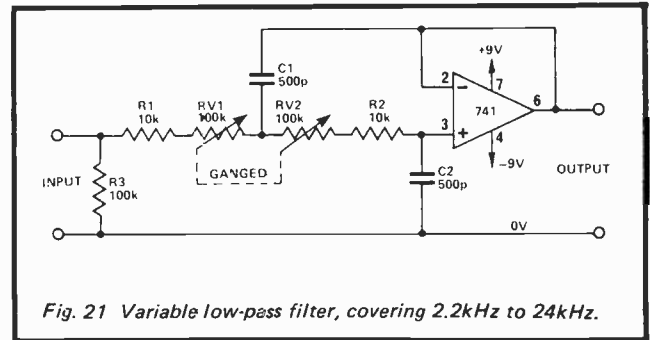 C1
500p
+9V
2
7
R1
10k
RV1
100k
RV2
100k
R2
10k
741
6
3
4
-9V
INPUT
R3
100k
GANGED
C2
500p
OUTPUT
0V
Fig. 21 Variable low-pass filter, covering 2.2kHz to 24kHz.